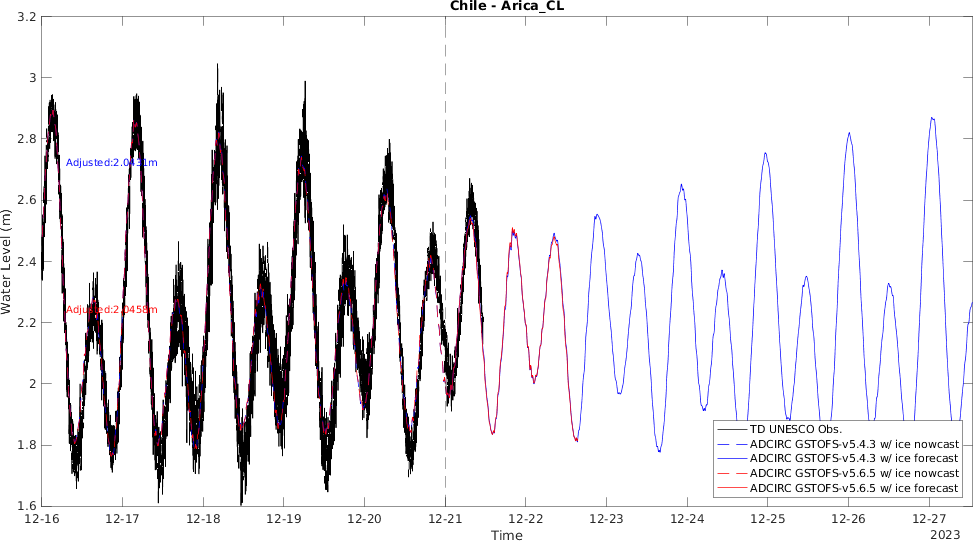 Chile - Arica_CL
3.2
3
2.8
2.6
2.4
2.2
2
1.8
1.6
Water Level (m)
Adjusted:2.0431m
Adjusted:2.0458m
TD UNESCO Obs.
ADCIRC GSTOFS-v5.4.3 w/ ice nowcast
ADCIRC GSTOFS-v5.4.3 w/ ice forecast
ADCIRC GSTOFS-v5.6.5 w/ ice nowcast
ADCIRC GSTOFS-v5.6.5 w/ ice forecast
12-16 12-17 12-18 12-19 12-20 12-21 12-22 12-23 12-24 12-25 12-26 12-27
Time
2023